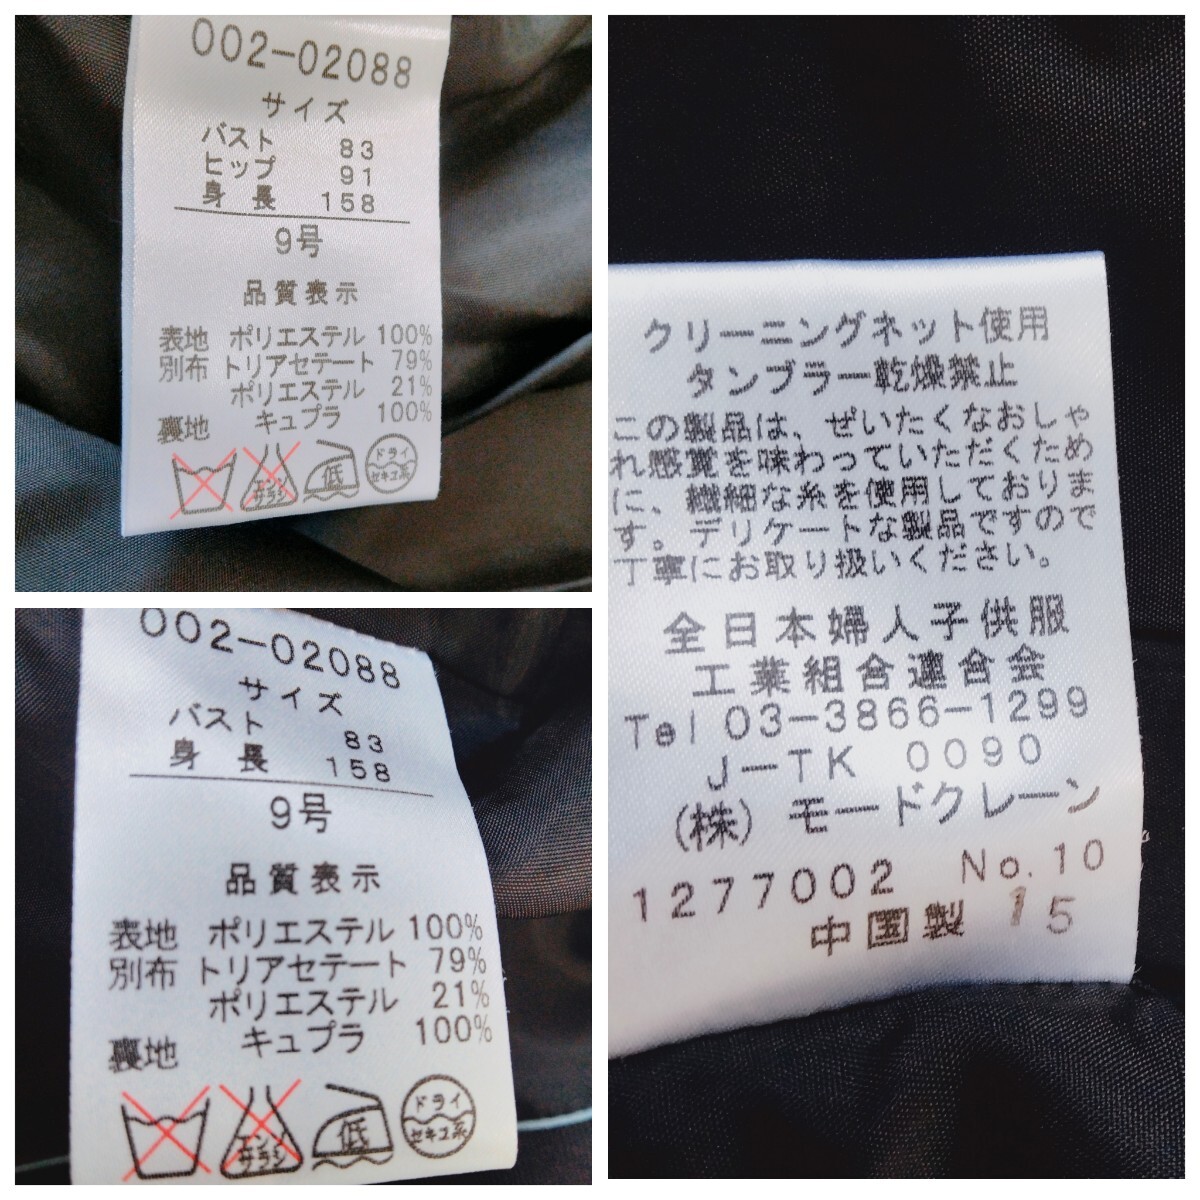 002-02088
サイズ
バスト 83
ヒップ 91
身長 158
9号
品質表示
表地 ポリエステル 100%
別布 トリアセテート 79%
ポリエステル 21%
裏地 キュプラ 100%
エンソ
サラシ
低
ドライ
セキユ系
002-02088
サイズ
バスト 83
身長 158
9号
品質表示
表地 ポリエステル 100%
別布 トリアセテート 79%
ポリエステル 21%
裏地 キュプラ 100%
エンソ
サラシ
低
ドライ
セキユ系
クリーニングネット使用
タンブラー乾燥禁止
この製品は、ぜいたくなおしゃ
れ感覚を味わっていただくため
に、繊細な糸を使用しておりま
す。デリケートな製品ですので
丁寧にお取り扱いください。
全日本婦人子供服
工業組合連合会
Tel 03-3866-1299
J-TK 0090
(株) モードクレーン
1277002 No.10
中国製 15